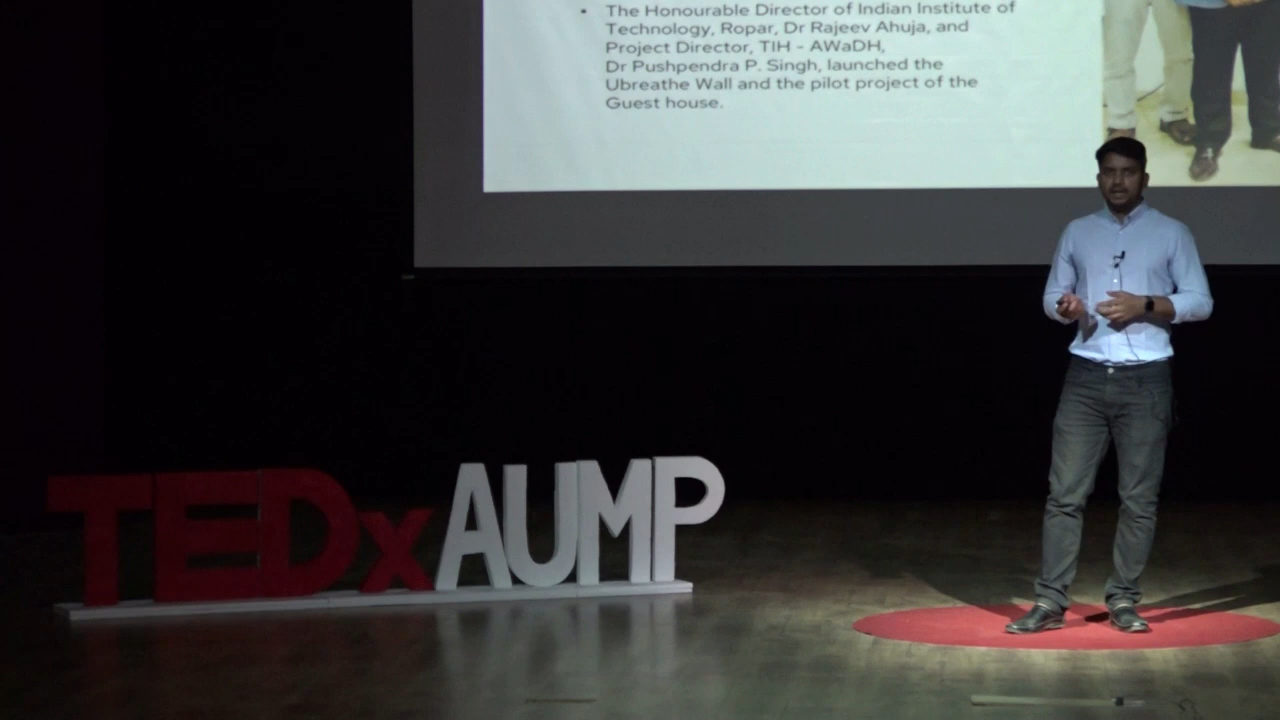 • The Honourable Director of Indian Institute of
Technology, Ropar, Dr Rajeev Ahuja, and
Project Director, TIH - AWaDH,
Dr Pushpendra P. Singh, launched the
Ubreathe Wall and the pilot project of the
Guest house.
TEDxAUMP